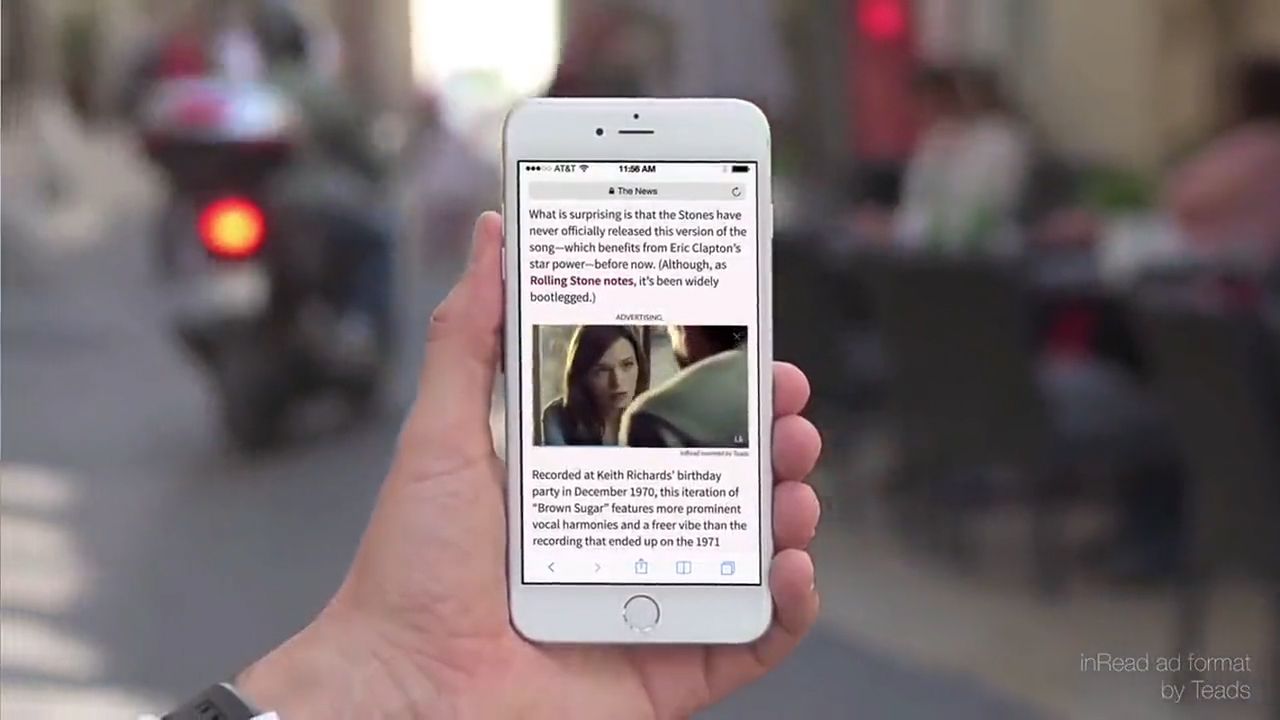 AT&T
11:56 AM
The News
What is surprising is that the Stones have
never officially released this version of the
song—which benefits from Eric Clapton's
star power—before now. (Although, as
Rolling Stone notes, it's been widely
bootlegged.)
ADVERTISING
inRead invented by Teads
Recorded at Keith Richards' birthday
party in December 1970, this iteration of
“Brown Sugar” features more prominent
vocal harmonies and a freer vibe than the
recording that ended up on the 1971
inRead ad format
by Teads